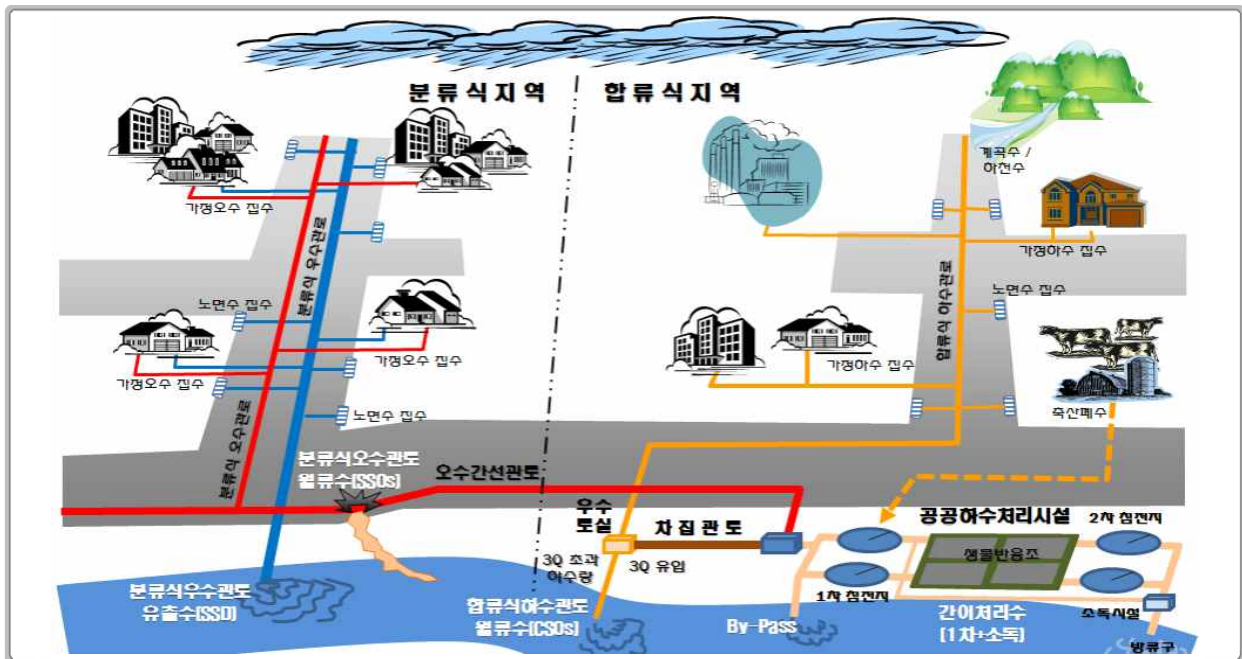 분류식지역
합류식지역
계곡수 /
하천수
가정오수 집수
가정하수 집수
분류식 우수관로
노면수 집수
노면수 집수
합류식 하수관로
가정오수 집수
가정하수 집수
가정오수 집수
축산폐수
노면수 집수
분류식 오수관로
분류식오수관로
월류수(SSOs)
오수간선관로
우수
토실
차집관로
공공하수처리시설
2차 침전지
생물반응조
3Q 초과
이수량
3Q 유입
1차 침전지
분류식우수관로
유출수(SSD)
합류식하수관로
월류수(CSOs)
By-Pass
간이처리수
(1차+소독)
소독시설
방류구